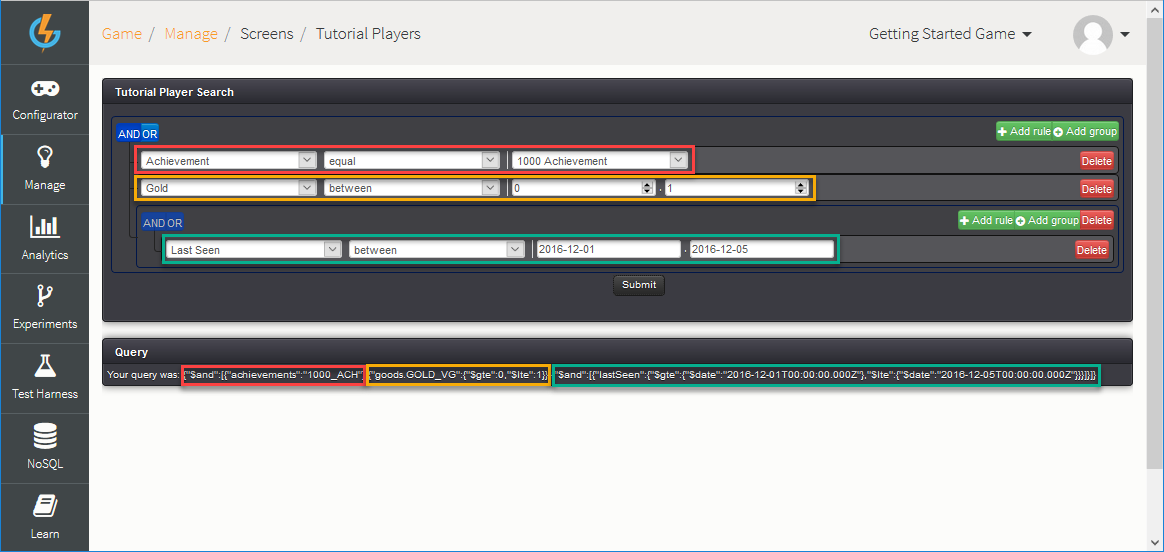 Game / Manage / Screens / Tutorial Players
Getting Started Game
Configurator
Manage
Analytics
Experiments
Test Harness
NoSQL
Learn
Tutorial Player Search
AND OR
Add rule Add group
Achievement equal 1000 Achievement Delete
Gold between 0 , 1 Delete
AND OR
Add rule Add group Delete
Last Seen between 2016-12-01 , 2016-12-05 Delete
Submit
Query
Your query was: {"$and":[{"achievements":"1000_ACH"},{"goods.GOLD_VG":{"$gte":0,"$lte":1}},{"$and":[{"lastSeen":{"$gte":{"$date":"2016-12-01T00:00:00.000Z"},"$lte":{"$date":"2016-12-05T00:00:00.000Z"}}}]}]}